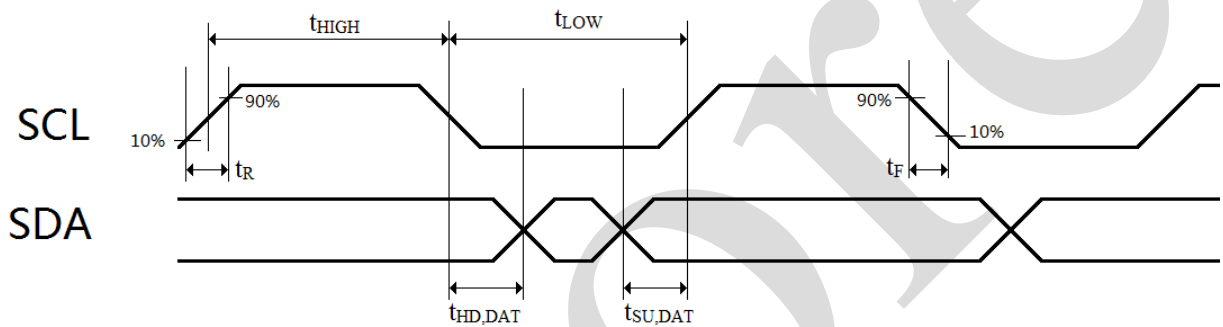 tHIGH tLOW
SCL 10% 90% 90% 10%
tR tF
SDA
tHD,DAT tSU,DAT